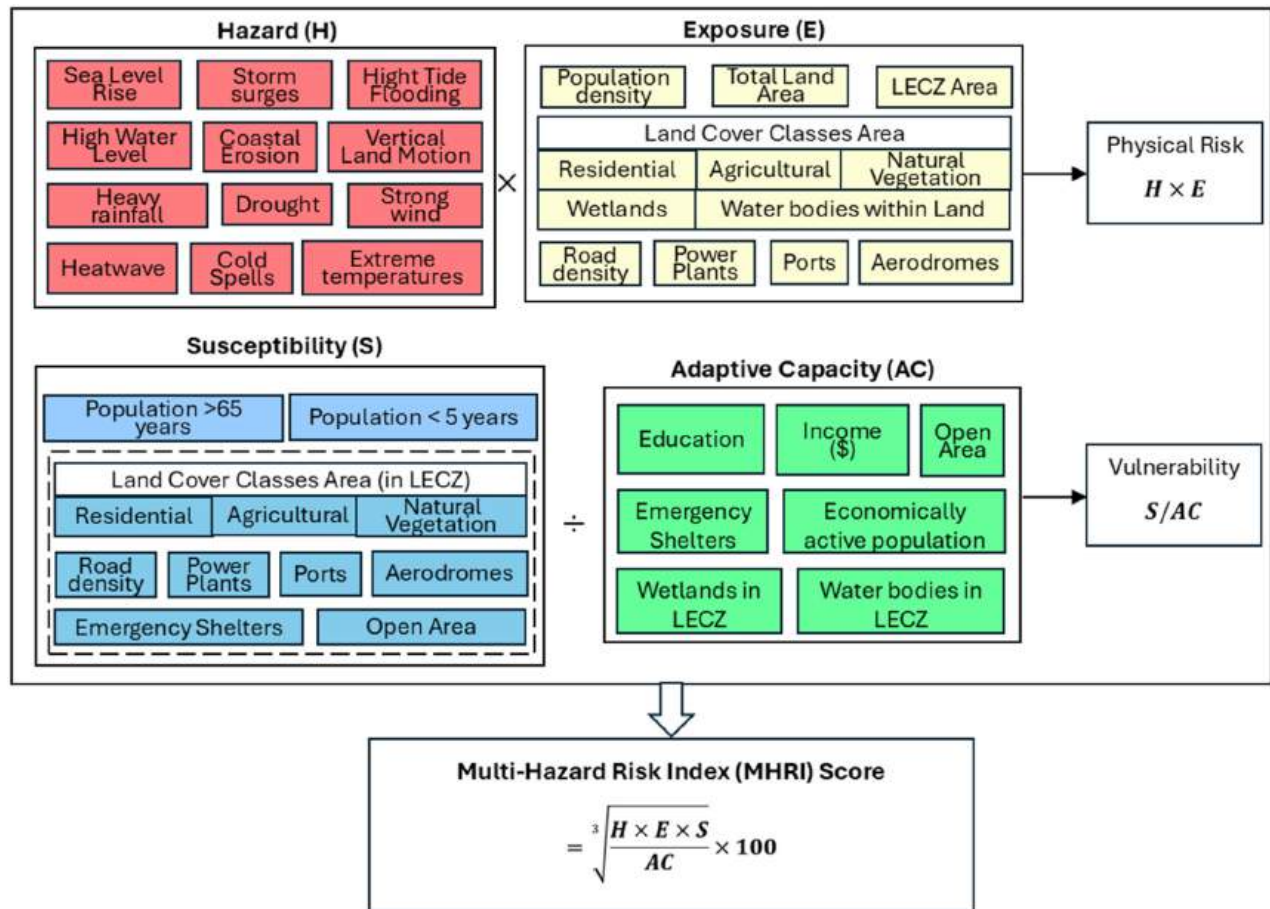 Hazard (H)
Sea Level
Rise
Storm
surges
Hight Tide
Flooding
High Water
Level
Coastal
Erosion
Vertical
Land Motion
Heavy
rainfall
Drought
Strong
wind
Heatwave
Cold
Spells
Extreme
temperatures
×
Exposure (E)
Population
density
Total Land
Area
LECZ Area
Land Cover Classes Area
Residential
Agricultural
Natural
Vegetation
Wetlands
Water bodies within Land
Road
density
Power
Plants
Ports
Aerodromes
Physical Risk
H × E
Susceptibility (S)
Population >65
years
Population < 5 years
Land Cover Classes Area (in LECZ)
Residential
Agricultural
Natural
Vegetation
Road
density
Power
Plants
Ports
Aerodromes
Emergency Shelters
Open Area
÷
Adaptive Capacity (AC)
Education
Income
($)
Open
Area
Emergency
Shelters
Economically
active population
Wetlands in
LECZ
Water bodies in
LECZ
Vulnerability
S/AC
Multi-Hazard Risk Index (MHRI) Score
= ∛(H × E × S / AC) × 100